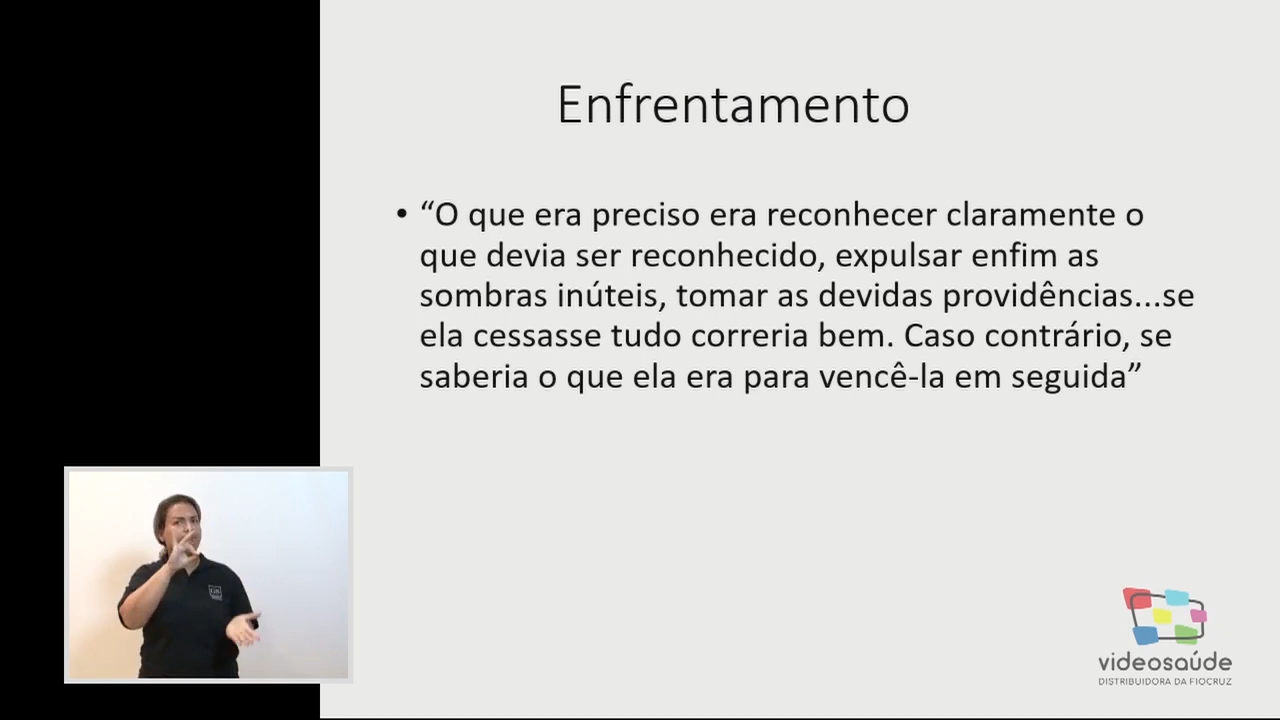 Enfrentamento
• “O que era preciso era reconhecer claramente o
que devia ser reconhecido, expulsar enfim as
sombras inúteis, tomar as devidas providências...se
ela cessasse tudo correria bem. Caso contrário, se
saberia o que ela era para vencê-la em seguida”
videosaúde
DISTRIBUIDORA DA FIOCRUZ